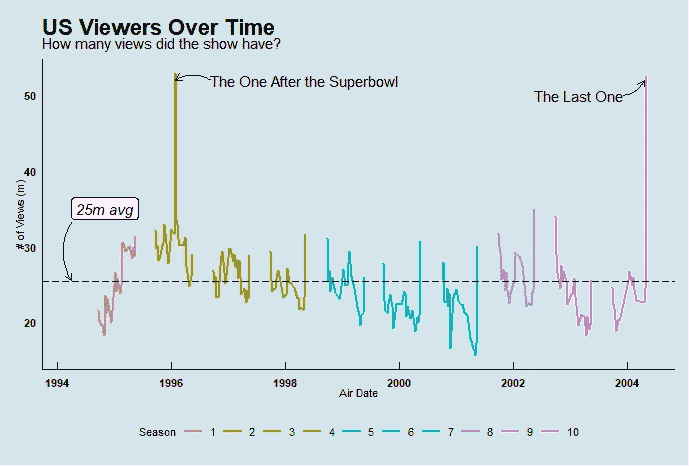 US Viewers Over Time
How many views did the show have?
The One After the Superbowl
The Last One
25m avg
# of Views (m)
50
40
30
20
1994 1996 1998 2000 2002 2004
Air Date
Season 1 2 3 4 5 6 7 8 9 10